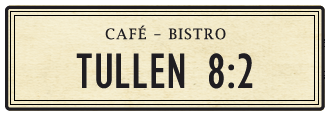 CAFÉ – BISTRO
TULLEN 8:2